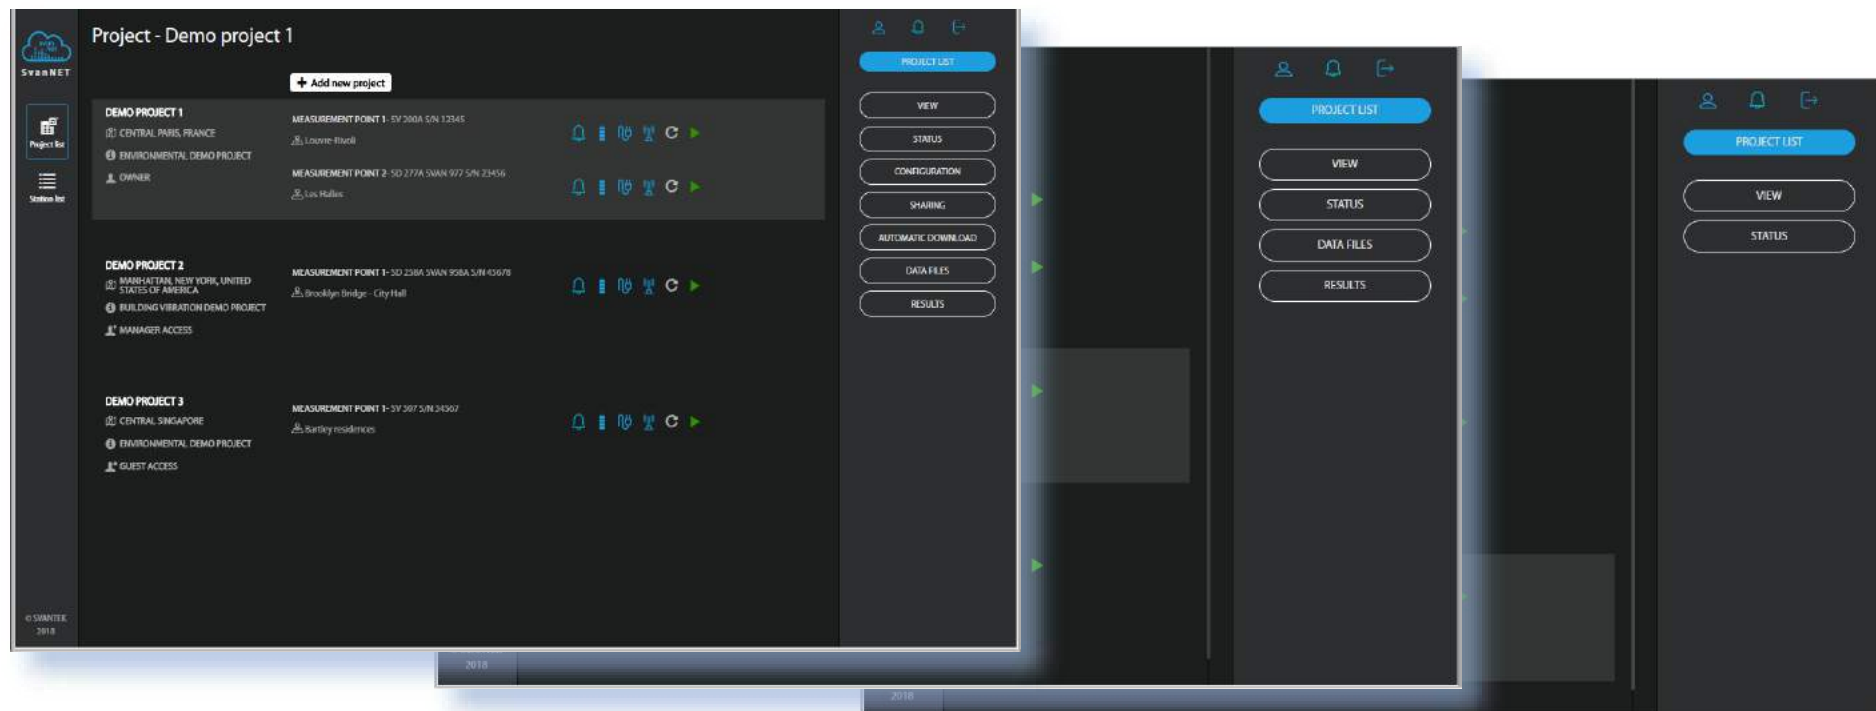 SvanNET
Project list
Station list
© SVANTEK
2018
Project - Demo project 1
+ Add new project
DEMO PROJECT 1
CENTRAL PARIS, FRANCE
ENVIRONMENTAL DEMO PROJECT
OWNER
MEASUREMENT POINT 1- SV 200A S/N 12345
Louvre-Rivoli
MEASUREMENT POINT 2- SD 277A SVAN 977 S/N 23456
Les Halles
DEMO PROJECT 2
MANHATTAN, NEW YORK, UNITED
STATES OF AMERICA
BUILDING VIBRATION DEMO PROJECT
MANAGER ACCESS
MEASUREMENT POINT 1- SD 258A SVAN 958A S/N 45678
Brooklyn Bridge - City Hall
DEMO PROJECT 3
CENTRAL SINGAPORE
ENVIRONMENTAL DEMO PROJECT
GUEST ACCESS
MEASUREMENT POINT 1- SV 307 S/N 34567
Bartley residences
PROJECT LIST
VIEW
STATUS
CONFIGURATION
SHARING
AUTOMATIC DOWNLOAD
DATA FILES
RESULTS
PROJECT LIST
VIEW
STATUS
DATA FILES
RESULTS
2018
PROJECT LIST
VIEW
STATUS
2018